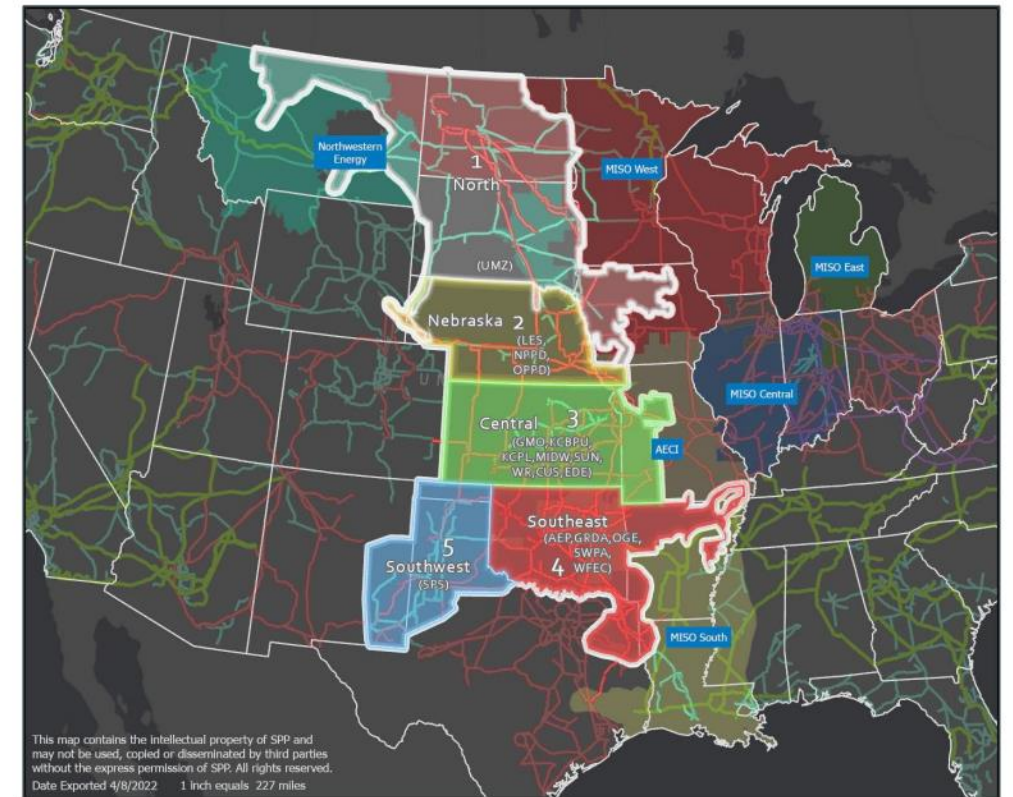 Northwestern
Energy
1
North
(UMZ)
MISO West
MISO East
Nebraska 2
(LES,
NPPD,
OPPD)
MISO Central
Central 3
(GMO,KCBPU,
KCPL,MIDW,SUN,
WR,CUS,EDE)
AECI
Southeast
(AEP,GRDA,OGE,
SWPA,
4 WFEC)
5
Southwest
(SPS)
MISO South
This map contains the intellectual property of SPP and
may not be used, copied or disseminated by third parties
without the express permission of SPP. All rights reserved.
Date Exported 4/8/2022 1 inch equals 227 miles